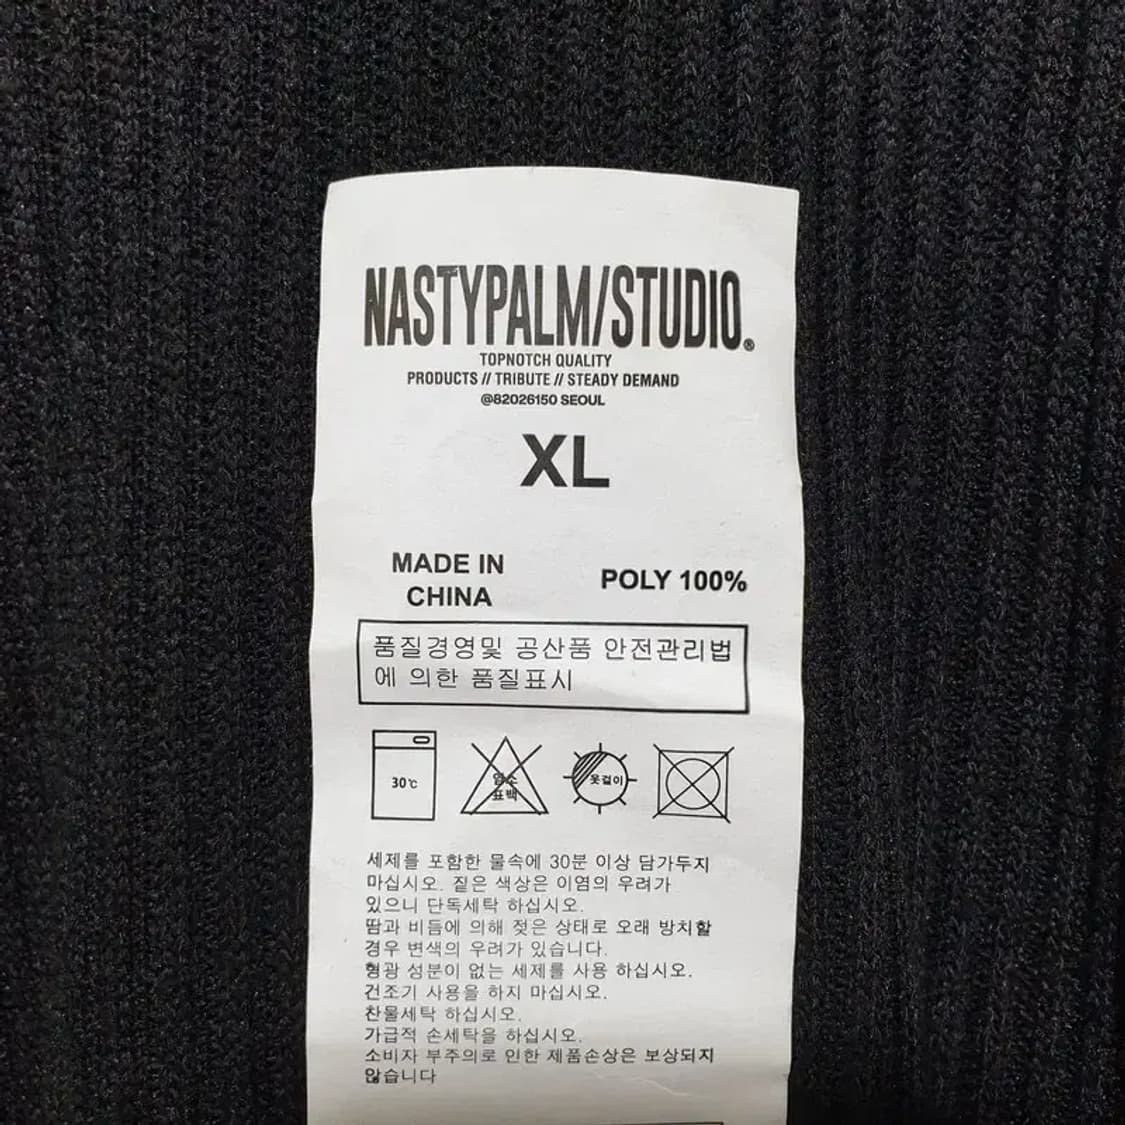 NASTYPALM/STUDIO®
TOPNOTCH QUALITY
PRODUCTS // TRIBUTE // STEADY DEMAND
@82026150 SEOUL
XL
MADE IN
CHINA
POLY 100%
품질경영및 공산품 안전관리법
에 의한 품질표시
30℃
염소
표백
옷걸이
세제를 포함한 물속에 30분 이상 담가두지
마십시오. 짙은 색상은 이염의 우려가
있으니 단독세탁 하십시오.
땀과 비듬에 의해 젖은 상태로 오래 방치할
경우 변색의 우려가 있습니다.
형광 성분이 없는 세제를 사용 하십시오.
건조기 사용을 하지 마십시오.
찬물세탁 하십시오.
가급적 손세탁을 하십시오.
소비자 부주의로 인한 제품손상은 보상되지
않습니다